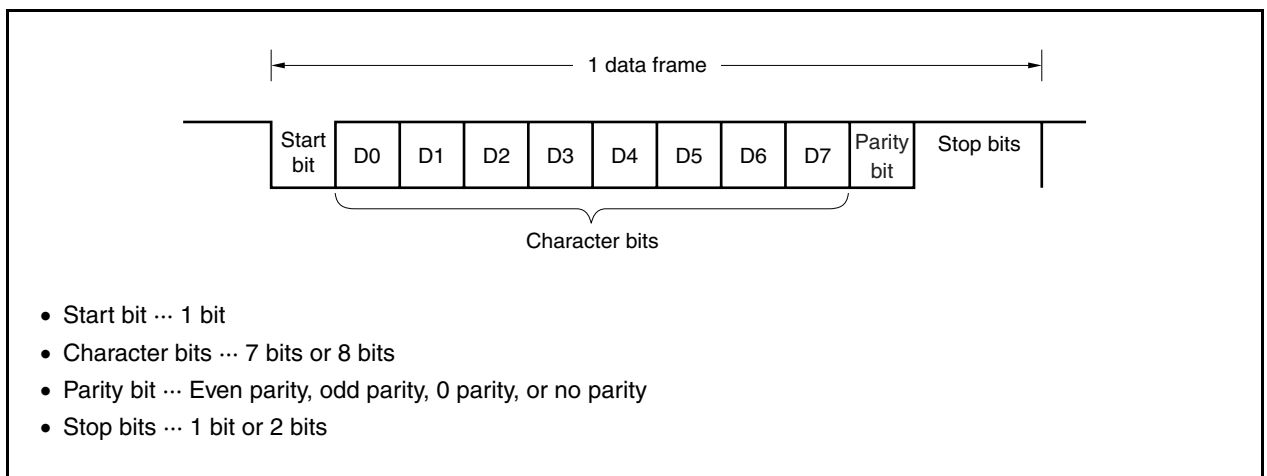 1 data frame
Start bit D0 D1 D2 D3 D4 D5 D6 D7 Parity bit Stop bits
Character bits
• Start bit ··· 1 bit
• Character bits ··· 7 bits or 8 bits
• Parity bit ··· Even parity, odd parity, 0 parity, or no parity
• Stop bits ··· 1 bit or 2 bits